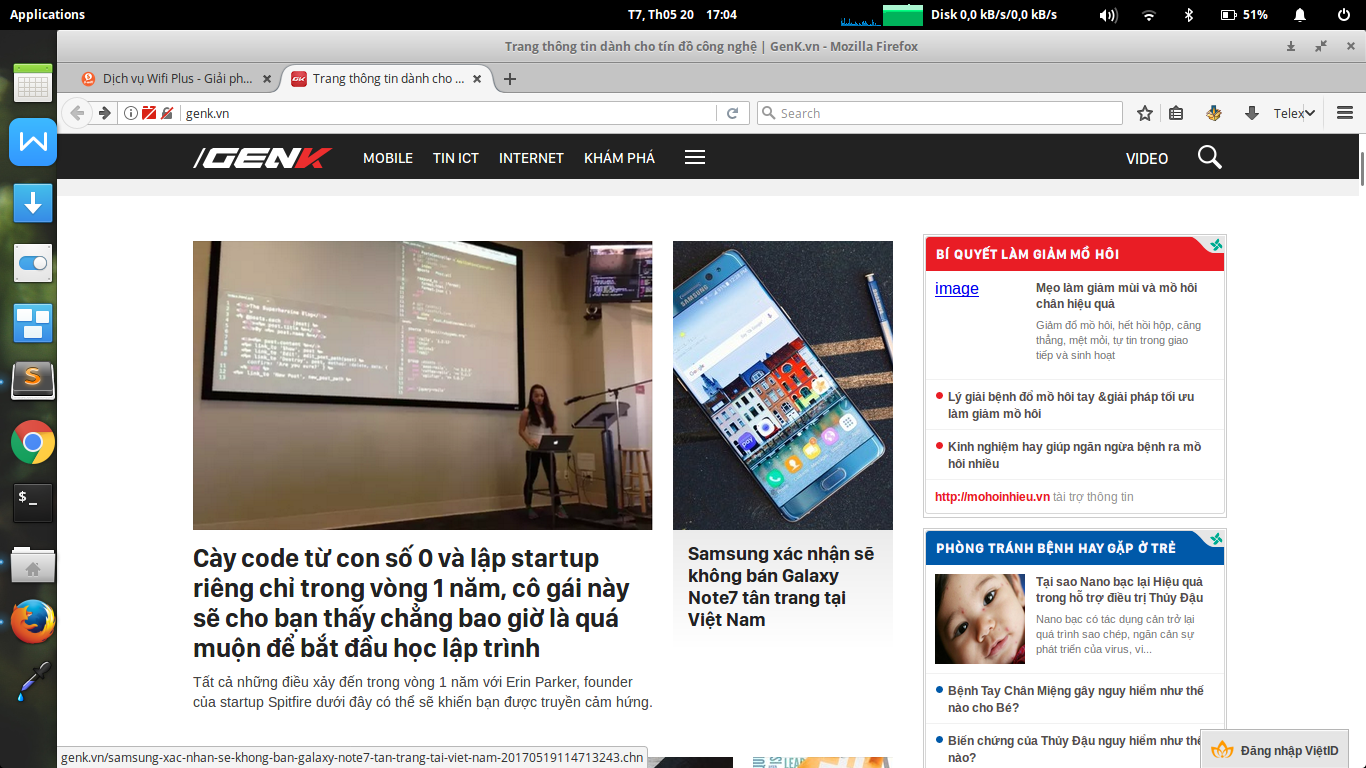 Applications
T7, Th05 20 17:04
Disk 0,0 kB/s/0,0 kB/s
51%
Trang thông tin dành cho tín đồ công nghệ | GenK.vn - Mozilla Firefox
Dịch vụ Wifi Plus - Giải ph...
Trang thông tin dành cho ...
genk.vn
Search
Telex
GENK
MOBILE
TIN ICT
INTERNET
KHÁM PHÁ
VIDEO
Cày code từ con số 0 và lập startup
riêng chỉ trong vòng 1 năm, cô gái này
sẽ cho bạn thấy chẳng bao giờ là quá
muộn để bắt đầu học lập trình
Tất cả những điều xảy đến trong vòng 1 năm với Erin Parker, founder
của startup Spitfire dưới đây có thể sẽ khiến bạn được truyền cảm hứng.
SAMSUNG
Samsung xác nhận sẽ
không bán Galaxy
Note7 tân trang tại
Việt Nam
BÍ QUYẾT LÀM GIẢM MỒ HÔI
image
Mẹo làm giảm mùi và mồ hôi
chân hiệu quả
Giảm đổ mồ hôi, hết hồi hộp, căng
thẳng, mệt mỏi, tự tin trong giao
tiếp và sinh hoạt
Lý giải bệnh đổ mồ hôi tay &giải pháp tối ưu
làm giảm mồ hôi
Kinh nghiệm hay giúp ngăn ngừa bệnh ra mồ
hôi nhiều
http://mohoinhieu.vn tài trợ thông tin
PHÒNG TRÁNH BỆNH HAY GẶP Ở TRẺ
Tại sao Nano bạc lại Hiệu quả
trong hỗ trợ điều trị Thủy Đậu
Nano bạc có tác dụng cản trở lại
quá trình sao chép, ngăn cản sự
phát triển của virus, vi...
Bệnh Tay Chân Miệng gây nguy hiểm như thế
nào cho Bé?
Biến chứng của Thủy Đậu nguy hiểm như thế
nào?
Đăng nhập ViệtID
genk.vn/samsung-xac-nhan-se-khong-ban-galaxy-note7-tan-trang-tai-viet-nam-20170519114713243.chn